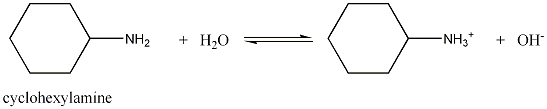 NH₂ + H₂O NH₃⁺ + OH⁻
cyclohexylamine